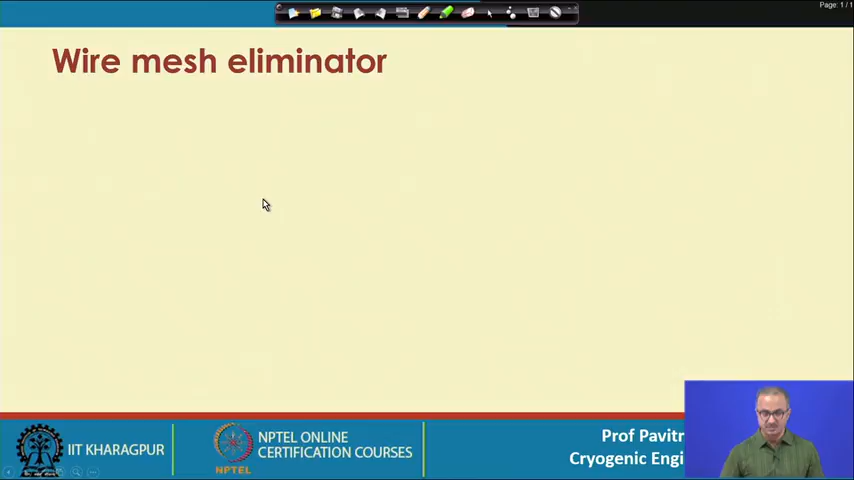 Page: 1 / 1
Wire mesh eliminator
IIT KHARAGPUR
NPTEL
NPTEL ONLINE
CERTIFICATION COURSES
Prof Pavitr
Cryogenic Engi